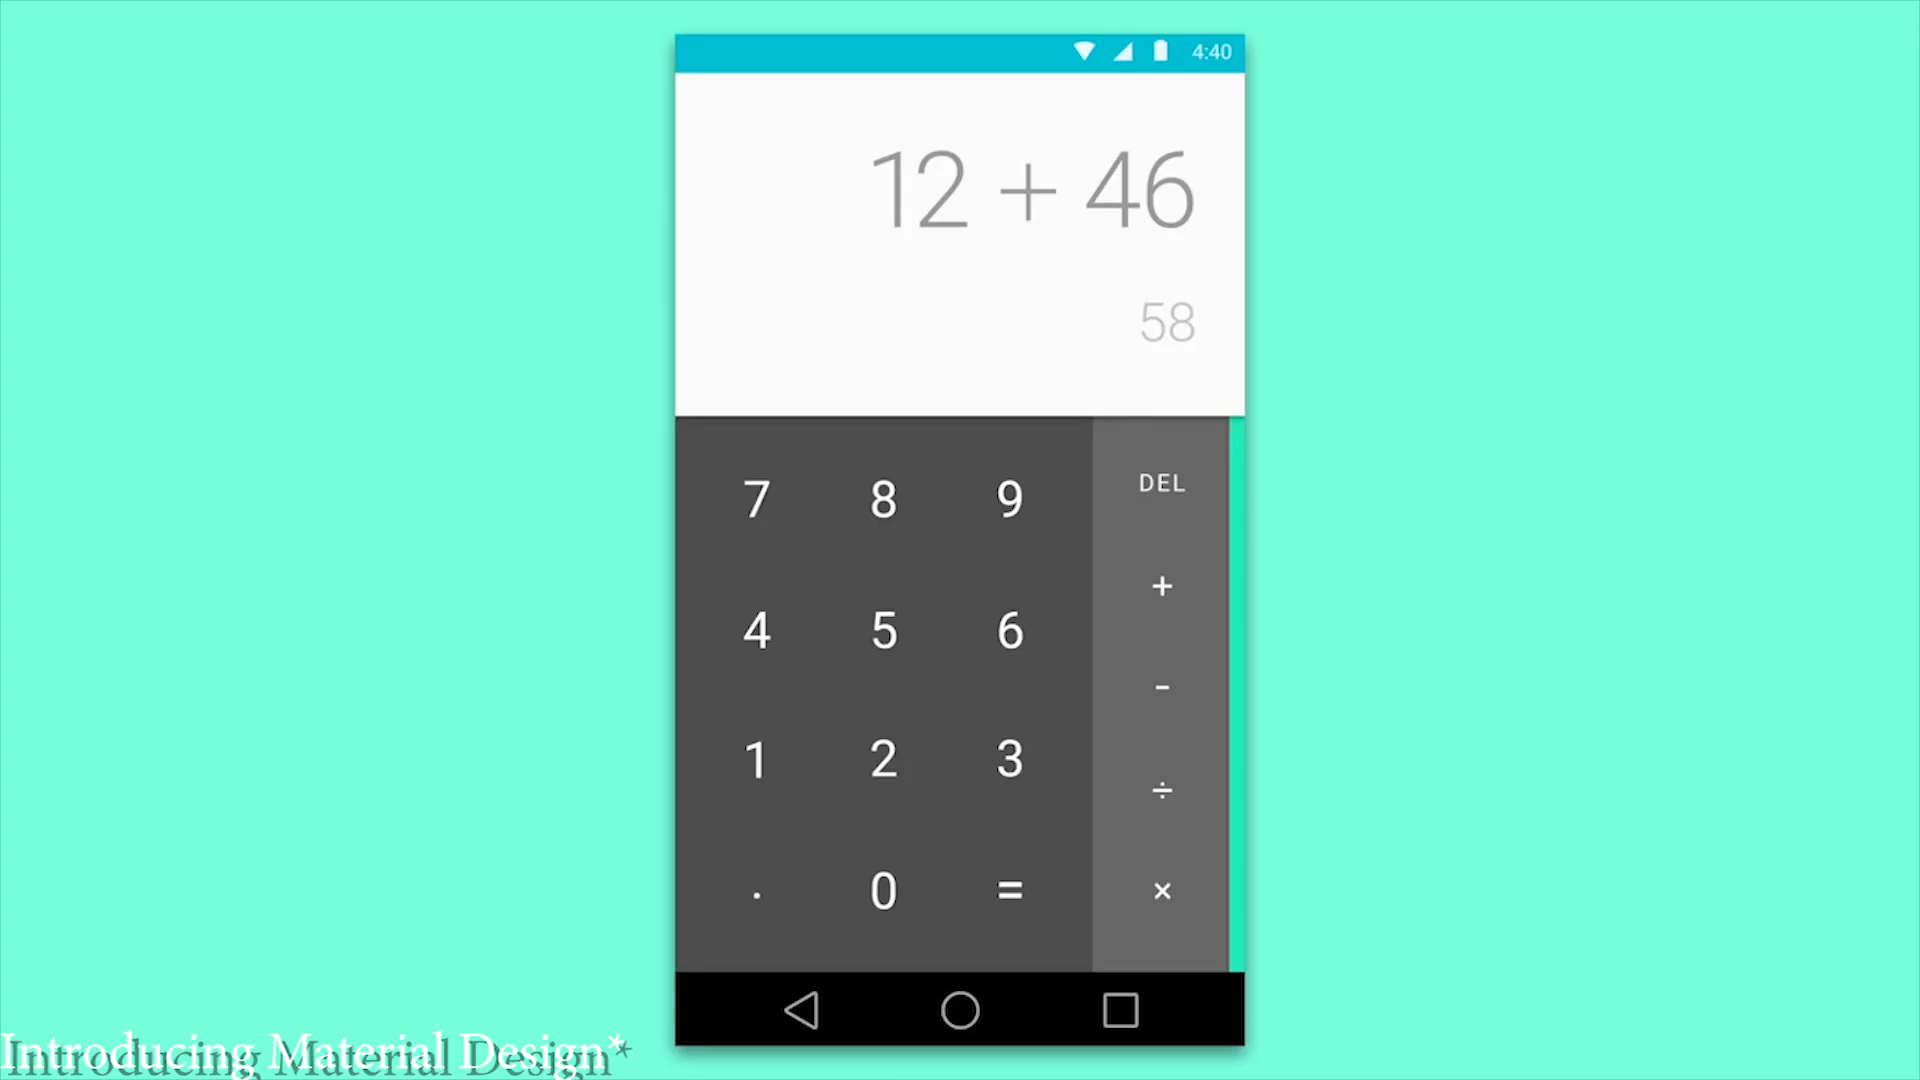 4:40
12 + 46
58
7 8 9 DEL
+
4 5 6
-
1 2 3
÷
. 0 = ×
Introducing Material Design*